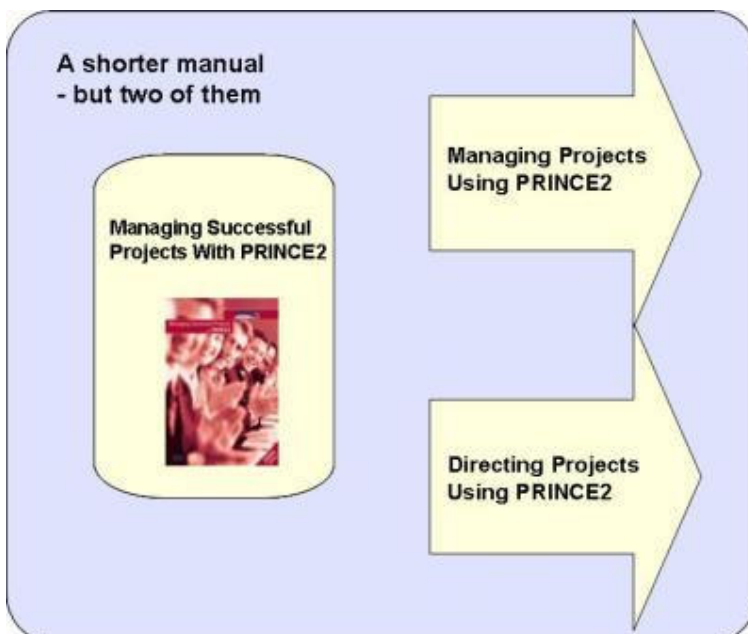 A shorter manual
- but two of them
Managing Successful
Projects With PRINCE2
Managing Projects
Using PRINCE2
Directing Projects
Using PRINCE2